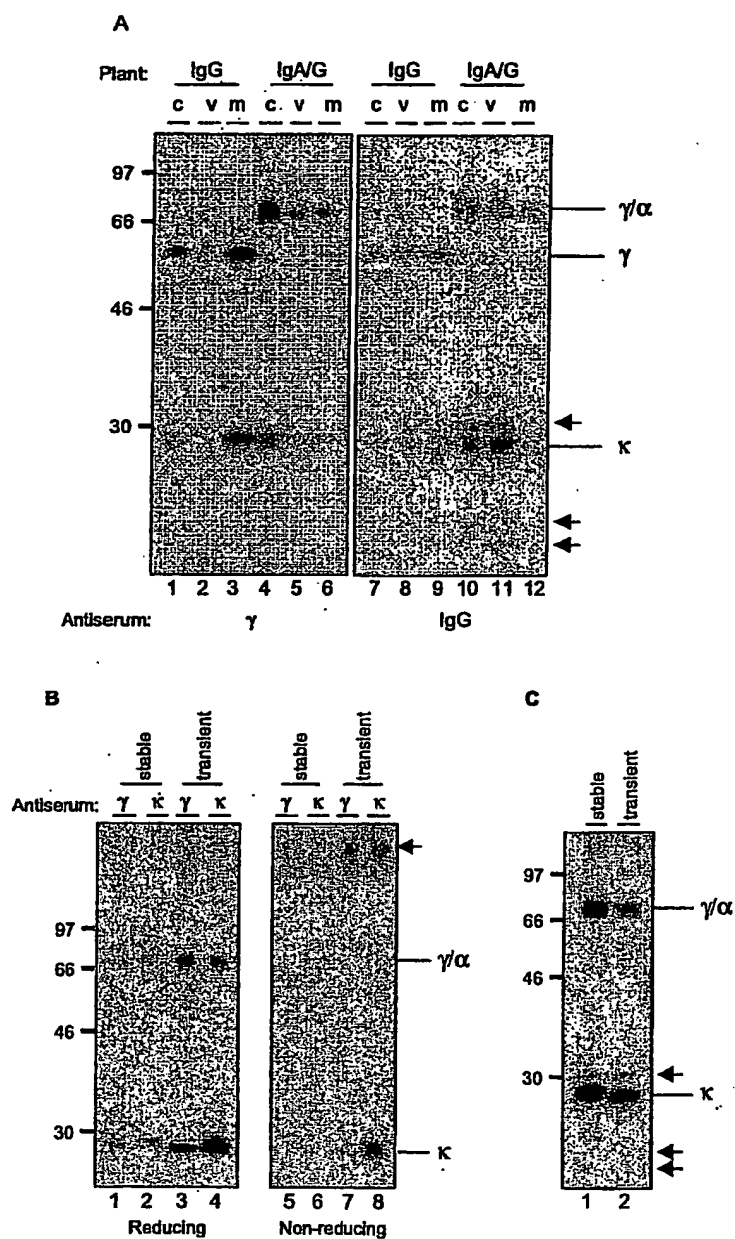 A
Plant: IgG IgA/G IgG IgA/G
c v m c v m c v m c v m
97
66
46
30
γ/α
γ
κ
1 2 3 4 5 6 7 8 9 10 11 12
Antiserum: γ IgG
B
stable transient stable transient
Antiserum: γ κ γ κ γ κ γ κ
97
66
46
30
γ/α
κ
1 2 3 4 5 6 7 8
Reducing Non-reducing
C
stable transient
97
66
46
30
γ/α
κ
1 2